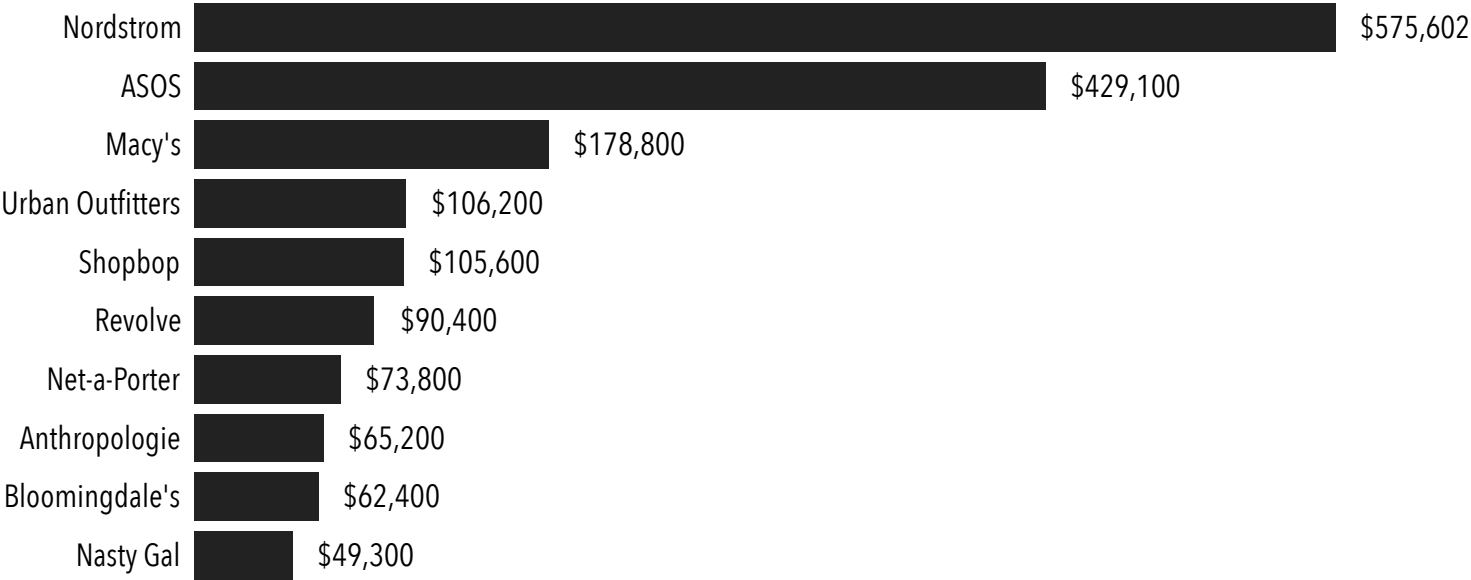 Nordstrom $575,602
ASOS $429,100
Macy's $178,800
Urban Outfitters $106,200
Shopbop $105,600
Revolve $90,400
Net-a-Porter $73,800
Anthropologie $65,200
Bloomingdale's $62,400
Nasty Gal $49,300